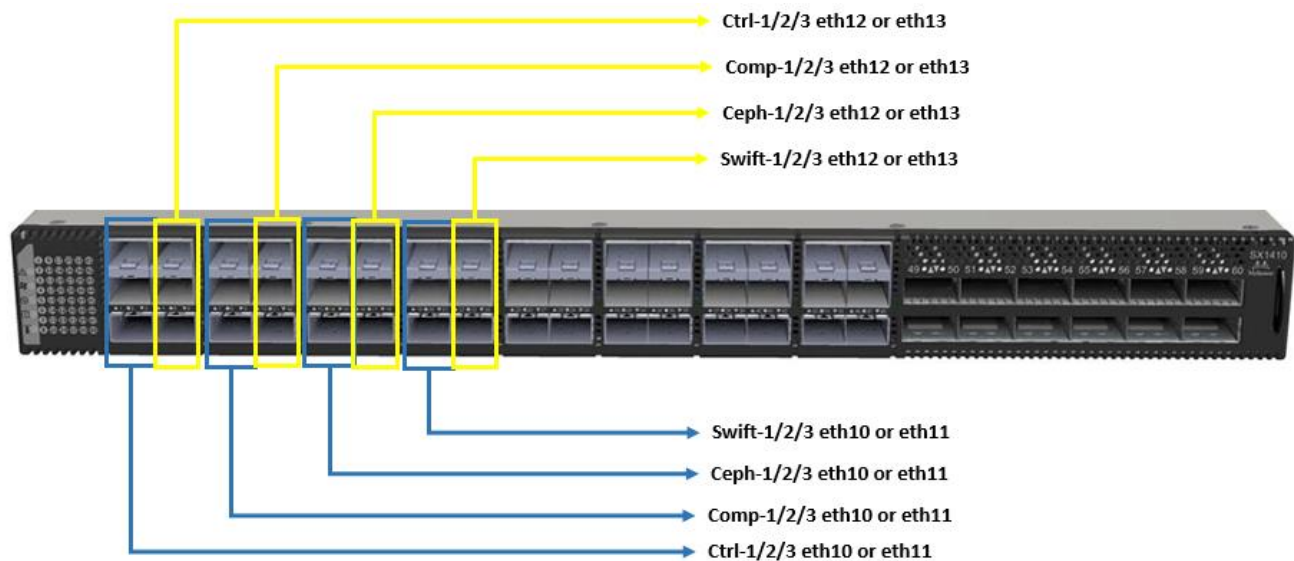 Ctrl-1/2/3 eth12 or eth13
Comp-1/2/3 eth12 or eth13
Ceph-1/2/3 eth12 or eth13
Swift-1/2/3 eth12 or eth13
SX1410
49 50 51 52 53 54 55 56 57 58 59 60
Mellanox
Swift-1/2/3 eth10 or eth11
Ceph-1/2/3 eth10 or eth11
Comp-1/2/3 eth10 or eth11
Ctrl-1/2/3 eth10 or eth11